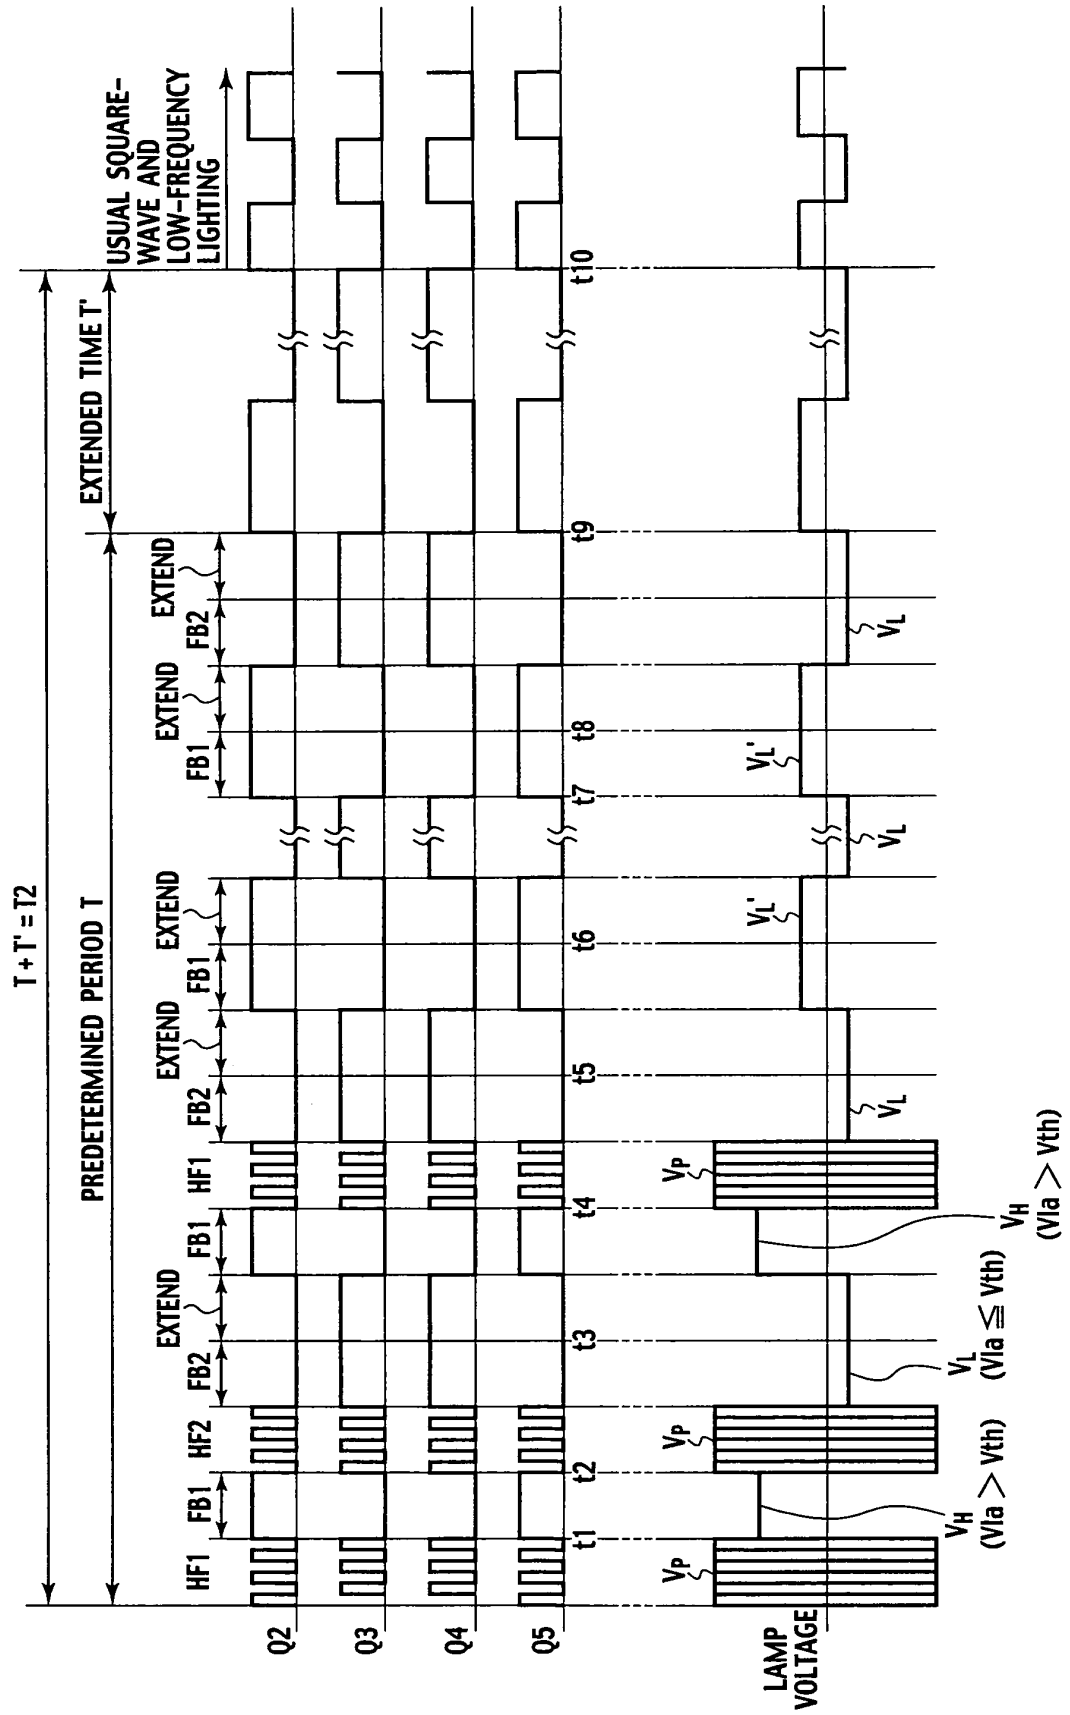 T + T' = T2
PREDETERMINED PERIOD T
EXTENDED TIME T'
USUAL SQUARE-
WAVE AND
LOW-FREQUENCY
LIGHTING
EXTEND
EXTEND
EXTEND
EXTEND
EXTEND
HF1
FB1
HF2
FB2
FB1
HF1
FB2
FB1
FB1
FB2
Q2
Q3
Q4
Q5
t1
t2
t3
t4
t5
t6
t7
t8
t9
t10
LAMP
VOLTAGE
VP
VP
VP
VL'
VL'
VL
VL
VL
VH
(Vla > Vth)
VL
(Vla ≦ Vth)
VH
(Vla > Vth)